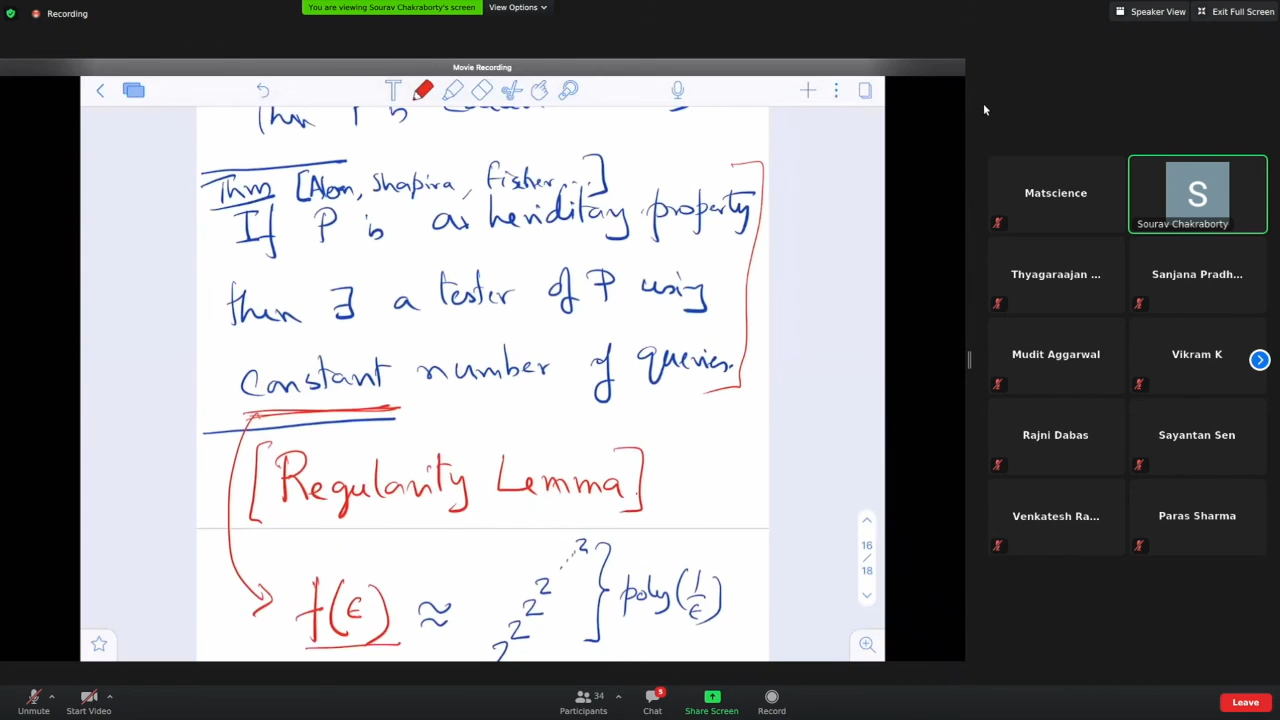 Recording
You are viewing Sourav Chakraborty's screen
View Options
Speaker View
Exit Full Screen
Movie Recording
Thm [Alon, Shapira, Fischer...]
If P is a hereditary property
then ∃ a tester of P using
Constant number of queries.
[Regularity Lemma]
f(ε) ≈ 2 2 2 2 ... 2 } poly(1/ε)
16
/
18
Matscience
S
Sourav Chakraborty
Thyagaraajan ...
Sanjana Pradh...
Mudit Aggarwal
Vikram K
Rajni Dabas
Sayantan Sen
Venkatesh Ra...
Paras Sharma
Unmute
Start Video
34
Participants
5
Chat
Share Screen
Record
Leave